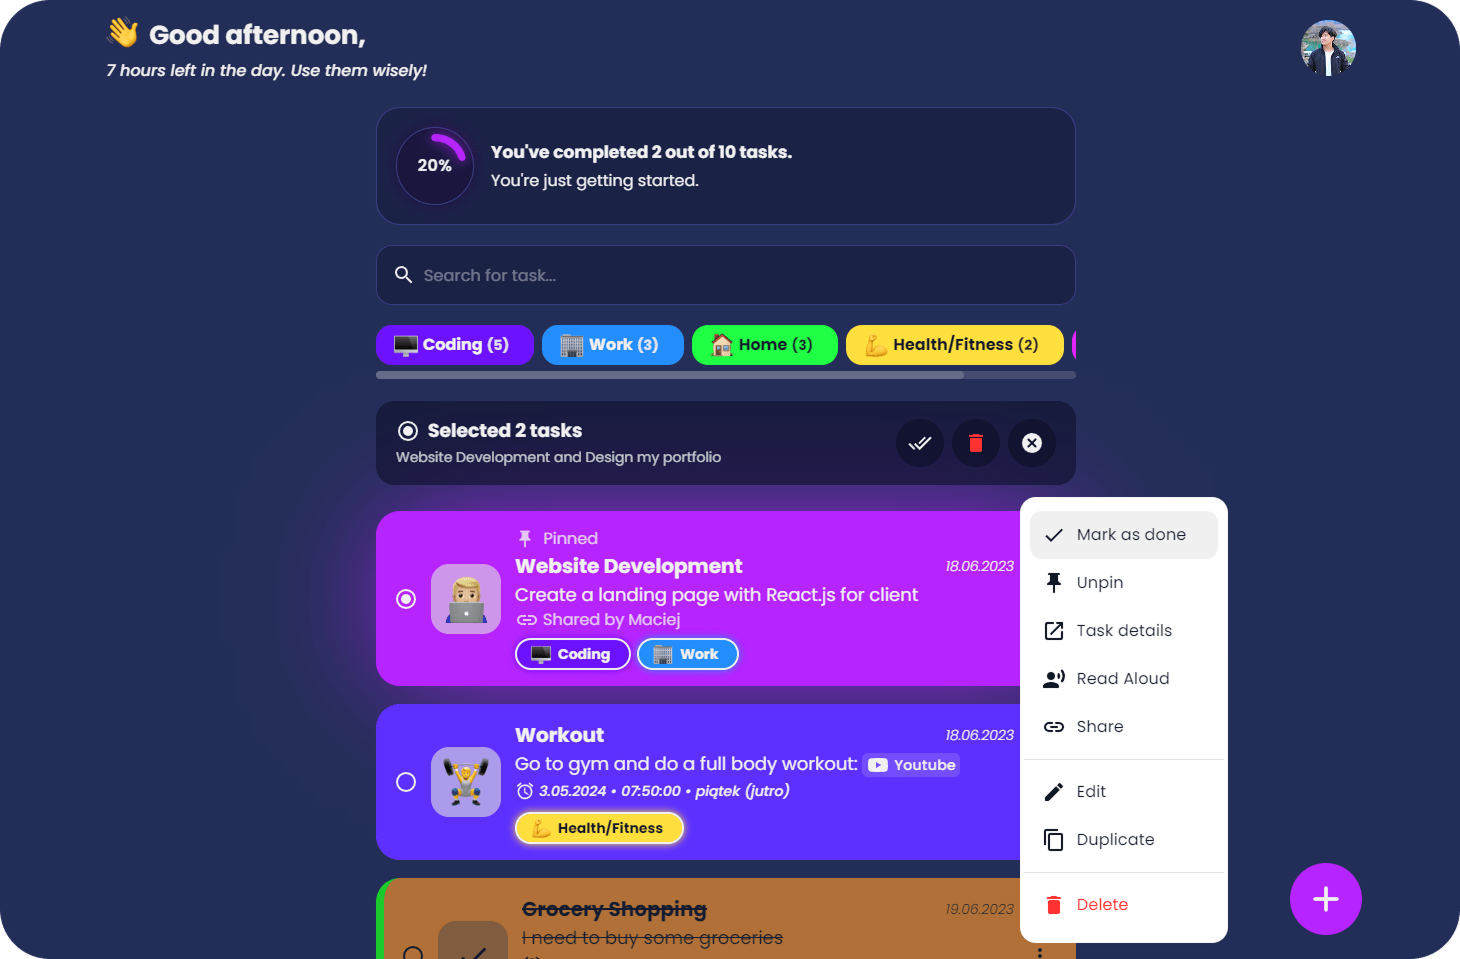 Good afternoon,
7 hours left in the day. Use them wisely!
20%
You've completed 2 out of 10 tasks.
You're just getting started.
Search for task...
Coding (5)
Work (3)
Home (3)
Health/Fitness (2)
Selected 2 tasks
Website Development and Design my portfolio
Pinned
Website Development
18.06.2023
Create a landing page with React.js for client
Shared by Maciej
Coding
Work
Workout
18.06.2023
Go to gym and do a full body workout: Youtube
3.05.2024 • 07:50:00 • piątek (jutro)
Health/Fitness
Grocery Shopping
19.06.2023
I need to buy some groceries
Mark as done
Unpin
Task details
Read Aloud
Share
Edit
Duplicate
Delete